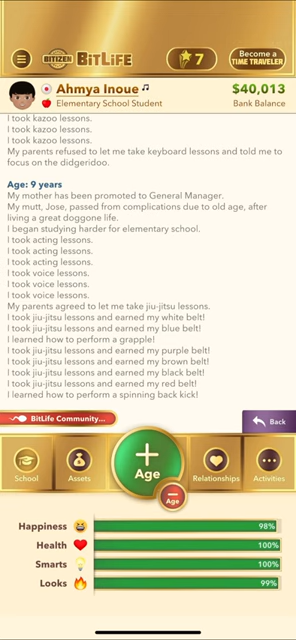 BITIZEN
BITLIFE
7
Become a
TIME TRAVELER
Ahmya Inoue
$40,013
Elementary School Student
Bank Balance
I took kazoo lessons.
I took kazoo lessons.
I took kazoo lessons.
My parents refused to let me take keyboard lessons and told me to
focus on the didgeridoo.
Age: 9 years
My mother has been promoted to General Manager.
My mutt, Jose, passed from complications due to old age, after
living a great doggone life.
I began studying harder for elementary school.
I took acting lessons.
I took acting lessons.
I took acting lessons.
I took voice lessons.
I took voice lessons.
I took voice lessons.
My parents agreed to let me take jiu-jitsu lessons.
I took jiu-jitsu lessons and earned my white belt!
I took jiu-jitsu lessons and earned my blue belt!
I learned how to perform a grapple!
I took jiu-jitsu lessons and earned my purple belt!
I took jiu-jitsu lessons and earned my brown belt!
I took jiu-jitsu lessons and earned my black belt!
I took jiu-jitsu lessons and earned my red belt!
I learned how to perform a spinning back kick!
BitLife Community...
Back
School
Assets
+
Age
Relationships
Activities
–
Age
Happiness
98%
Health
100%
Smarts
100%
Looks
99%